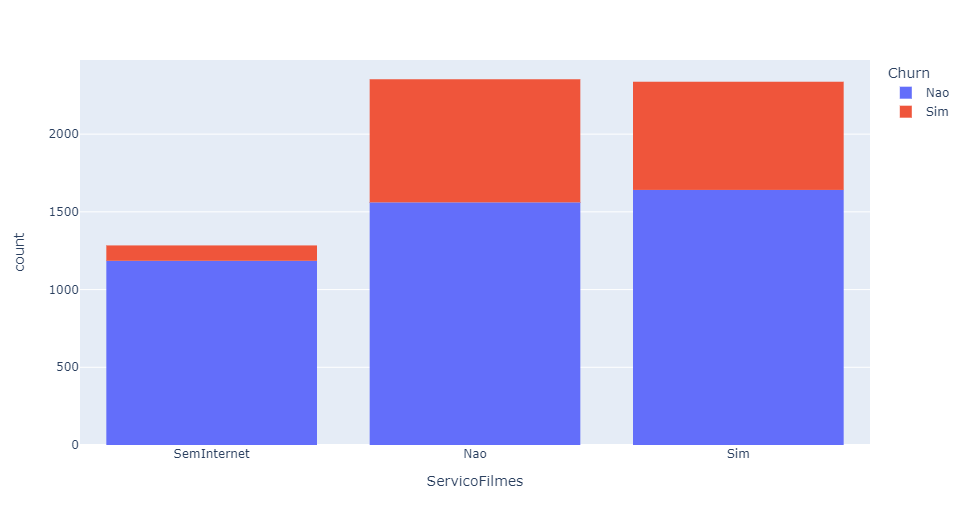 Churn
Nao
Sim
count
2000
1500
1000
500
0
SemInternet
Nao
Sim
ServicoFilmes